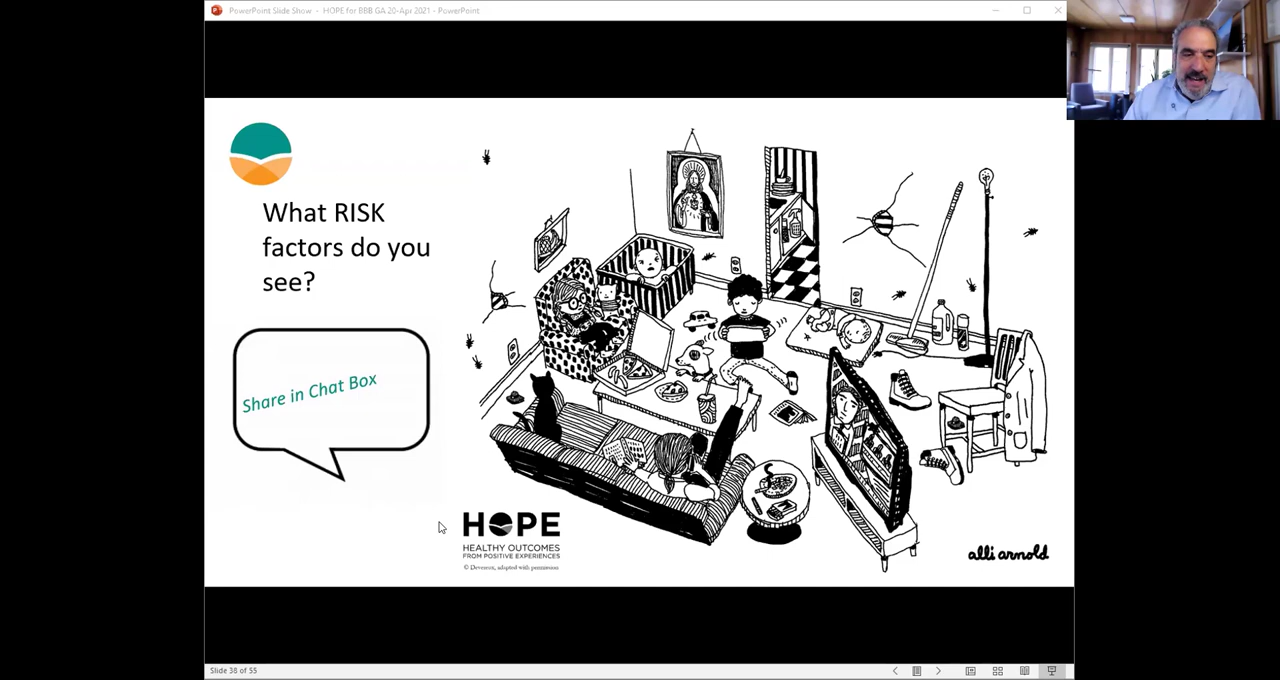 PowerPoint Slide Show - HOPE for BBB GA 20-Apr 2021 - PowerPoint
What RISK
factors do you
see?
Share in Chat Box
HOPE
HEALTHY OUTCOMES
FROM POSITIVE EXPERIENCES
© Devereux, adapted with permission
alli arnold
Slide 38 of 55